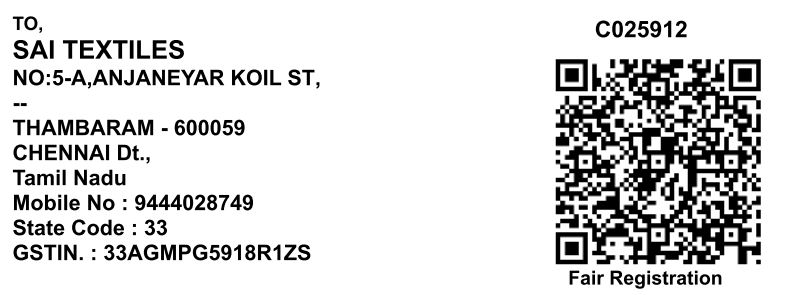 TO,
SAI TEXTILES
NO:5-A,ANJANEYAR KOIL ST,
--
THAMBARAM - 600059
CHENNAI Dt.,
Tamil Nadu
Mobile No : 9444028749
State Code : 33
GSTIN. : 33AGMPG5918R1ZS
C025912
Fair Registration